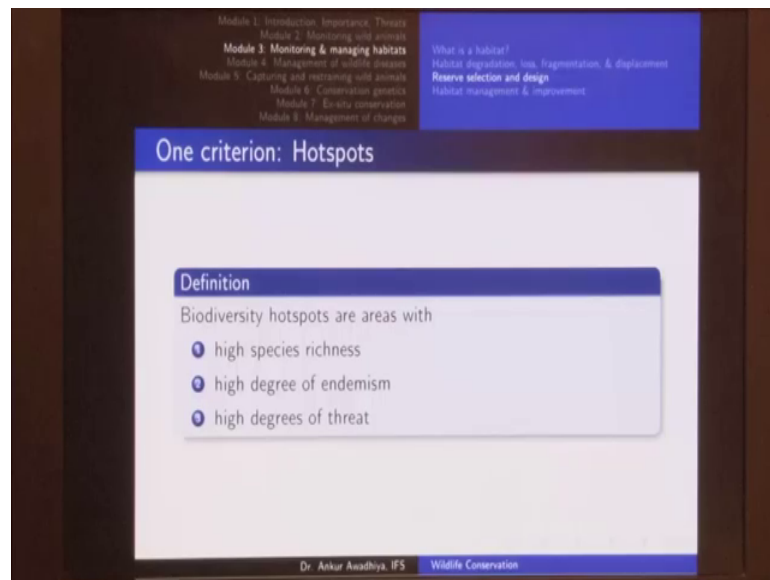 Module 1: Introduction, Importance, Threats
Module 2: Monitoring wild animals
Module 3: Monitoring & managing habitats
Module 4: Management of wildlife diseases
Module 5: Capturing and restraining wild animals
Module 6: Conservation genetics
Module 7: Ex-situ conservation
Module 8: Management of changes
What is a habitat?
Habitat degradation, loss, fragmentation, & displacement
Reserve selection and design
Habitat management & improvement
One criterion: Hotspots
Definition
Biodiversity hotspots are areas with
1 high species richness
2 high degree of endemism
3 high degrees of threat
Dr. Ankur Awadhiya, IFS
Wildlife Conservation